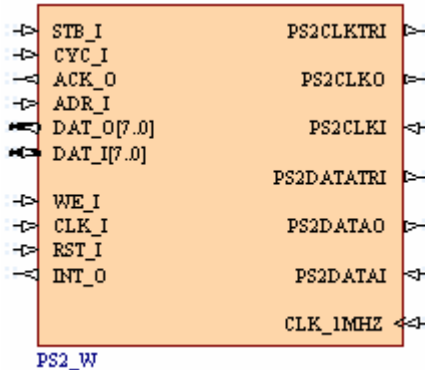 STB_I
CYC_I
ACK_O
ADR_I
DAT_O[7..0]
DAT_I[7..0]
WE_I
CLK_I
RST_I
INT_O
PS2CLKTRI
PS2CLKO
PS2CLKI
PS2DATATRI
PS2DATAO
PS2DATAI
CLK_1MHZ
PS2_W